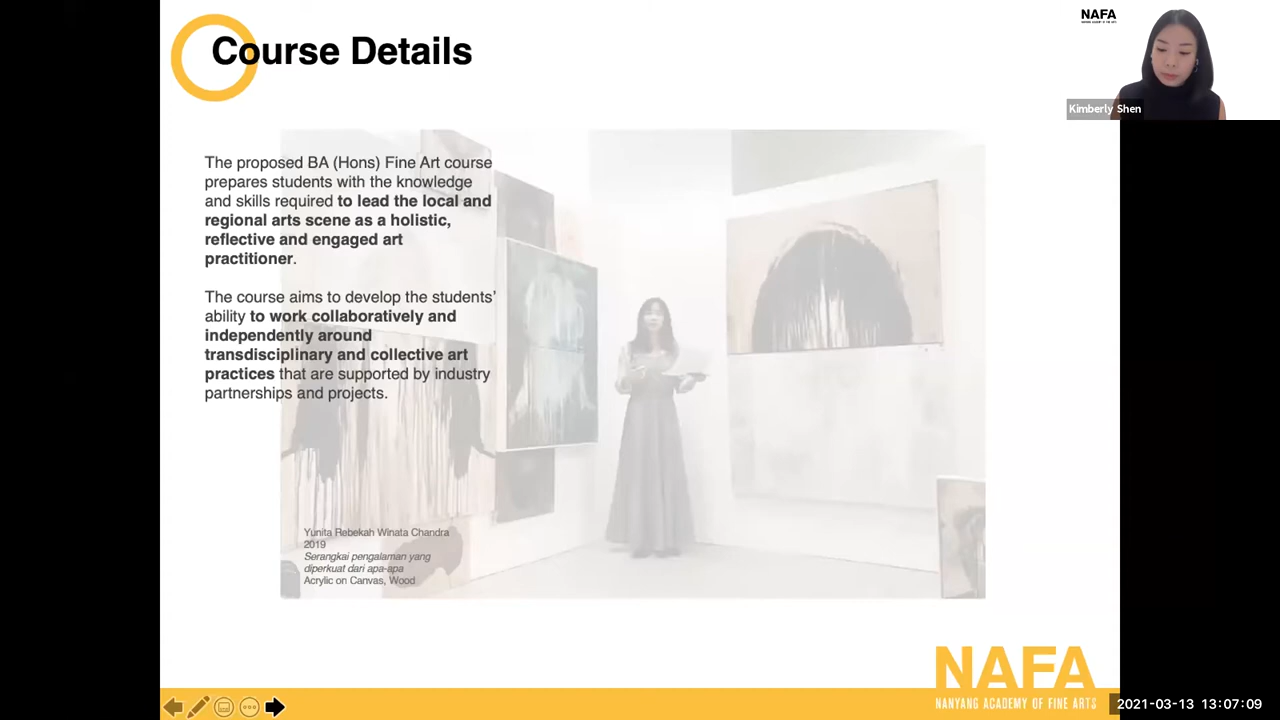 Course Details
NAFA
Kimberly Shen
The proposed BA (Hons) Fine Art course
prepares students with the knowledge
and skills required to lead the local and
regional arts scene as a holistic,
reflective and engaged art
practitioner.
The course aims to develop the students’
ability to work collaboratively and
independently around
transdisciplinary and collective art
practices that are supported by industry
partnerships and projects.
Yunita Rebekah Winata Chandra
2019
Serangkai pengalaman yang
diperkuat dari apa-apa
Acrylic on Canvas, Wood
NAFA
NANYANG ACADEMY OF FINE ARTS
2021-03-13 13:07:09